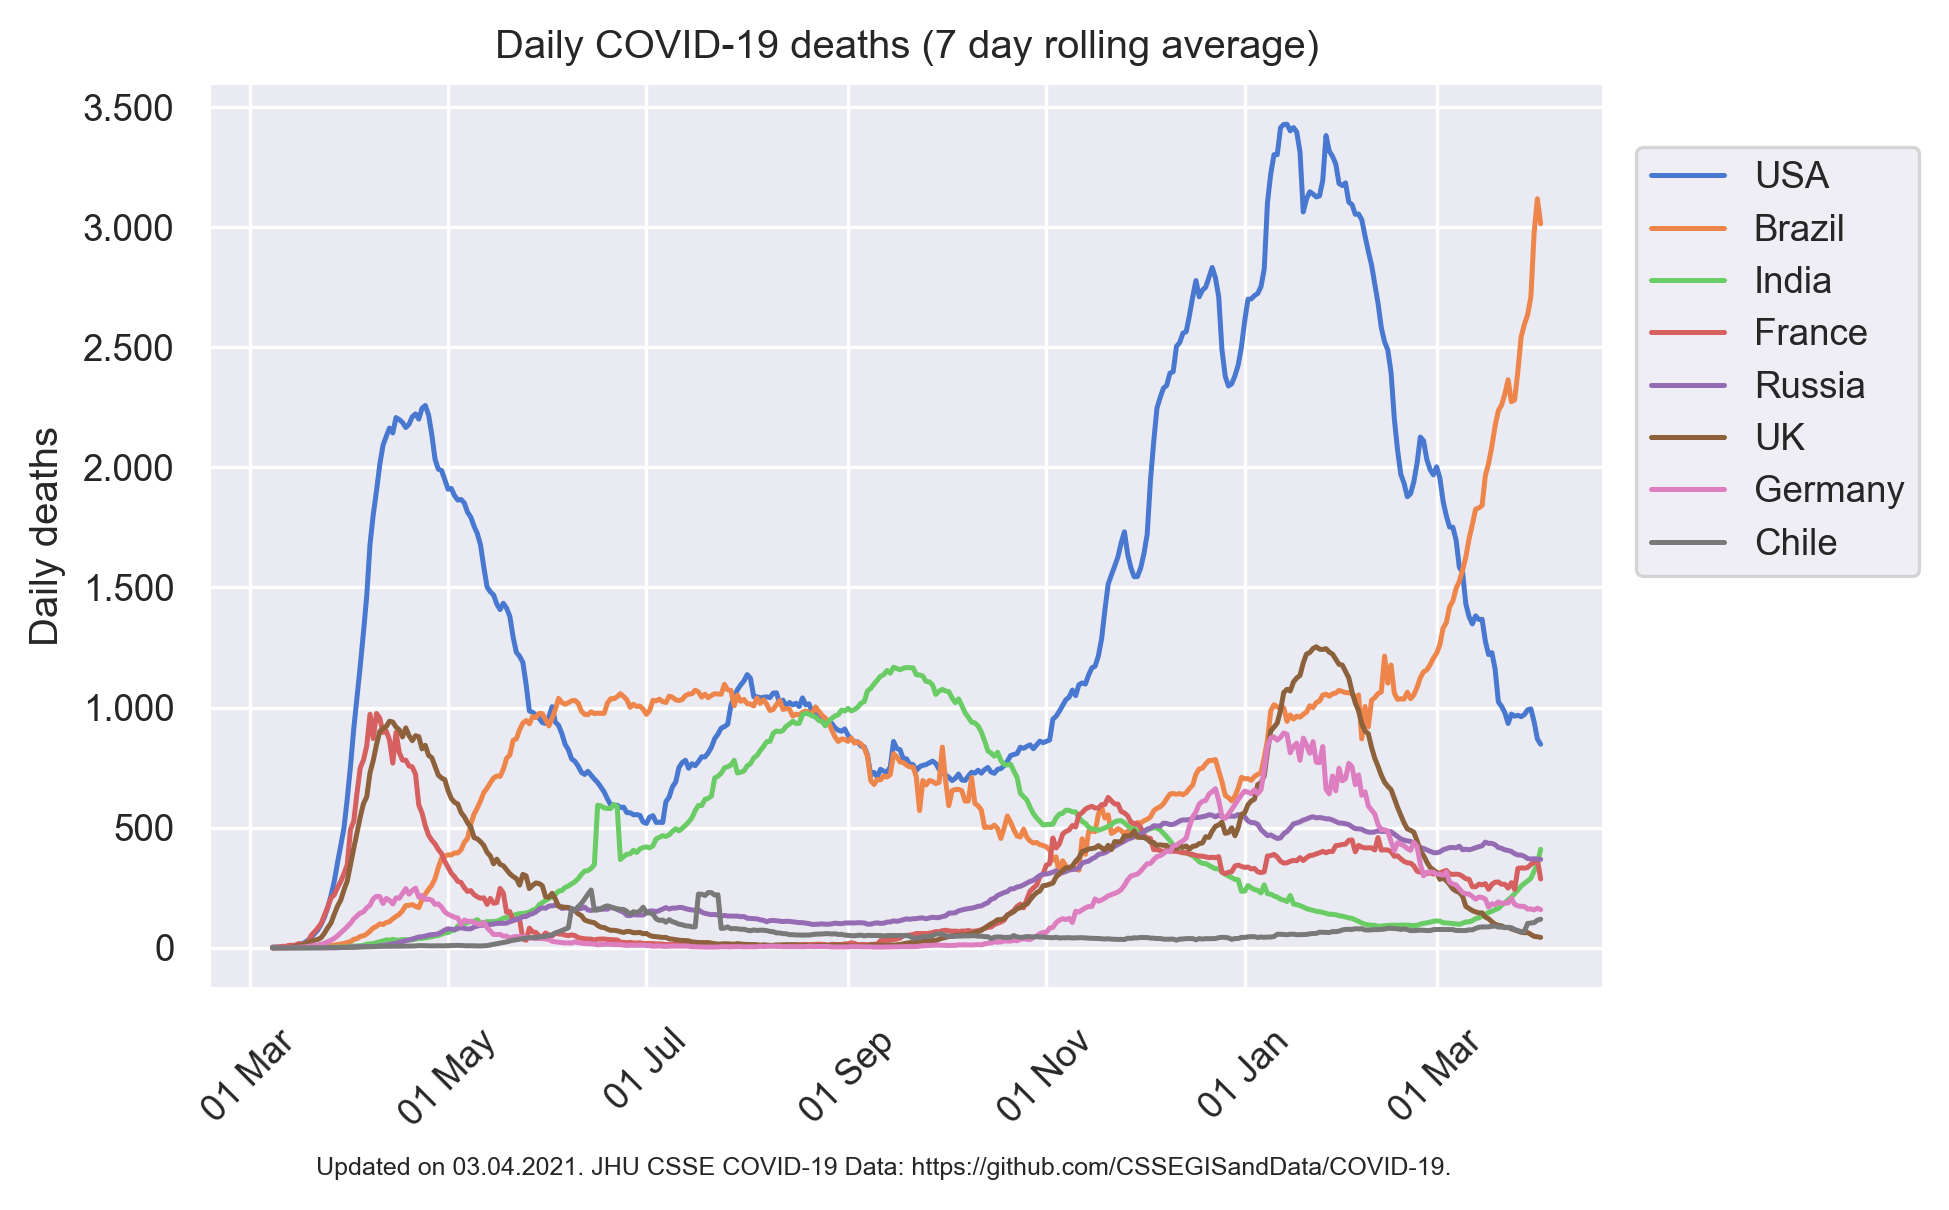 Daily COVID-19 deaths (7 day rolling average)
3.500
3.000
2.500
2.000
1.500
1.000
500
0
Daily deaths
USA
Brazil
India
France
Russia
UK
Germany
Chile
01 Mar
01 May
01 Jul
01 Sep
01 Nov
01 Jan
01 Mar
Updated on 03.04.2021. JHU CSSE COVID-19 Data: https://github.com/CSSEGISandData/COVID-19.